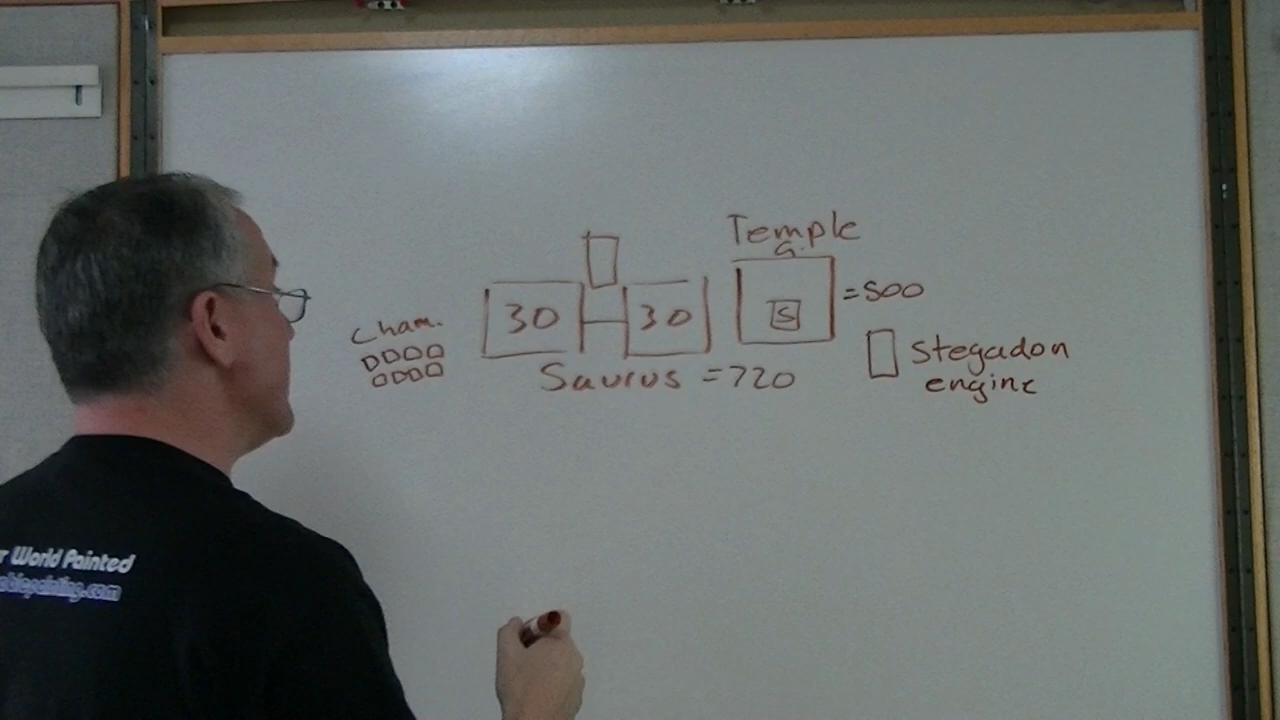 Temple
G.
30
30
S
=500
Cham.
Saurus =720
Stegadon
engine
World Painted